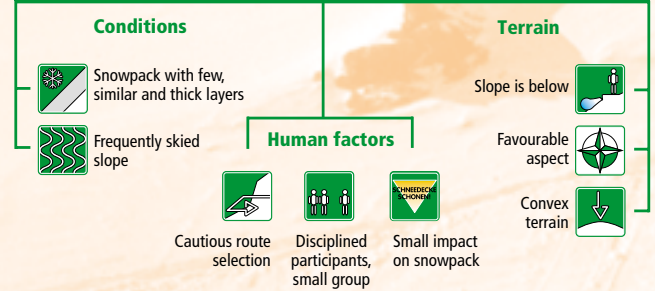 Conditions
Snowpack with few,
similar and thick layers
Frequently skied
slope
Human factors
SCHNEEDECKE
SCHONEN!
Cautious route
selection
Disciplined
participants,
small group
Small impact
on snowpack
Terrain
Slope is below
Favourable
aspect
Convex
terrain